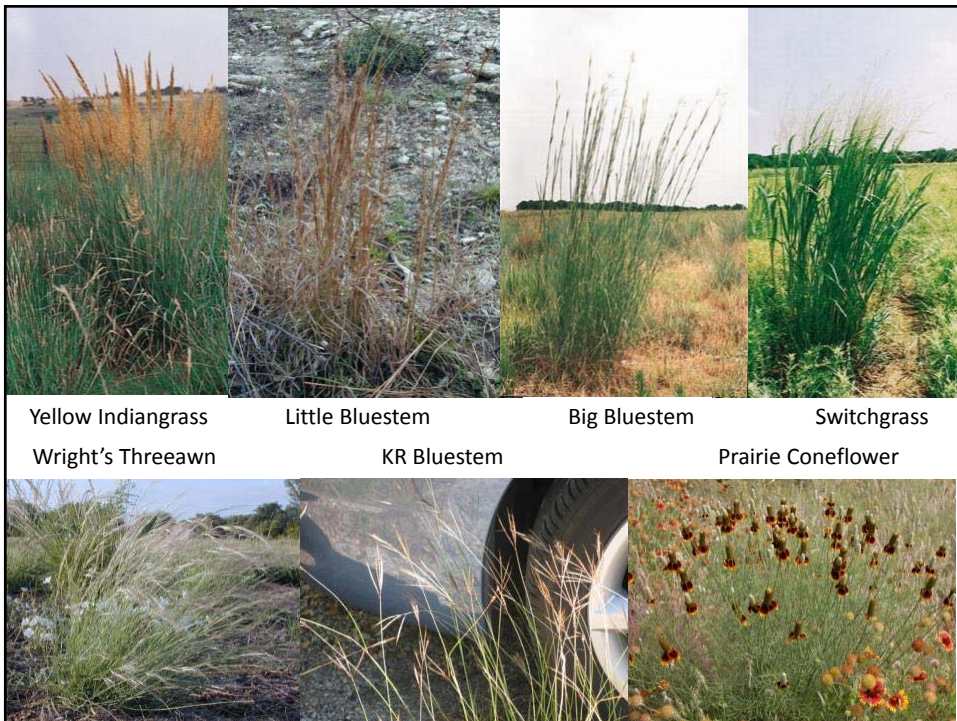 Yellow Indiangrass Little Bluestem Big Bluestem Switchgrass
Wright’s Threeawn KR Bluestem Prairie Coneflower